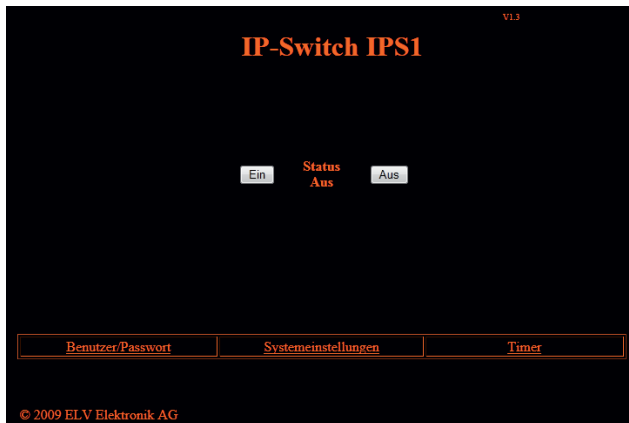 V1.3
IP-Switch IPS1
Ein Status Aus
Aus
Benutzer/Passwort Systemeinstellungen Timer
© 2009 ELV Elektronik AG